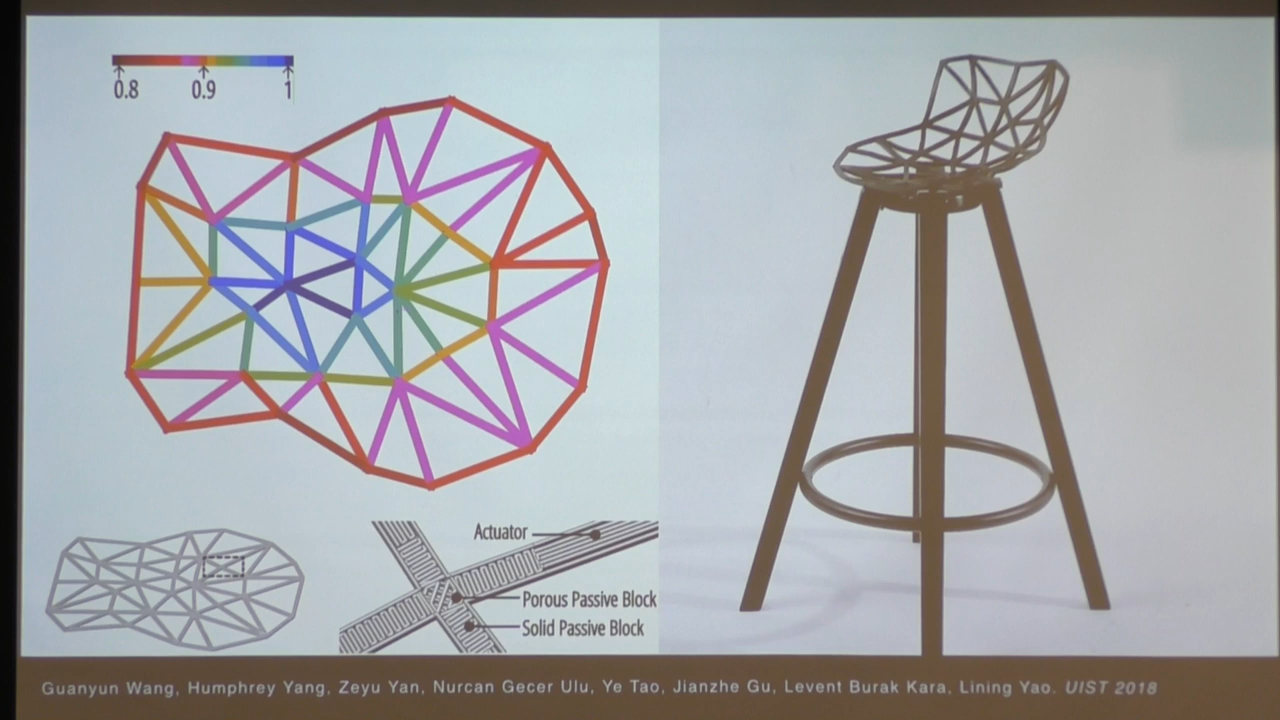 0.8 0.9 1
Actuator
Porous Passive Block
Solid Passive Block
Guanyun Wang, Humphrey Yang, Zeyu Yan, Nurcan Gecer Ulu, Ye Tao, Jianzhe Gu, Levent Burak Kara, Lining Yao. UIST 2018